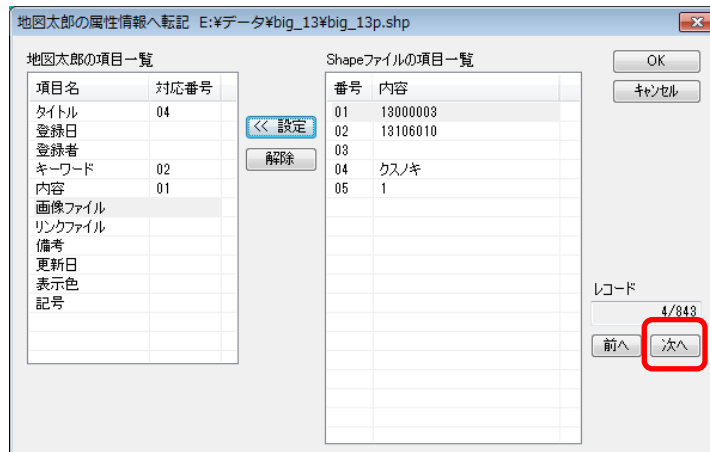 地図太郎の属性情報へ転記 E:¥データ¥big_13¥big_13p.shp
地図太郎の項目一覧
項目名 対応番号
タイトル 04
登録日
登録者
キーワード 02
内容 01
画像ファイル
リンクファイル
備考
更新日
表示色
記号
<< 設定
解除
Shapeファイルの項目一覧
番号 内容
01 13000003
02 13106010
03
04 クスノキ
05 1
OK
キャンセル
レコード
4/843
前へ 次へ